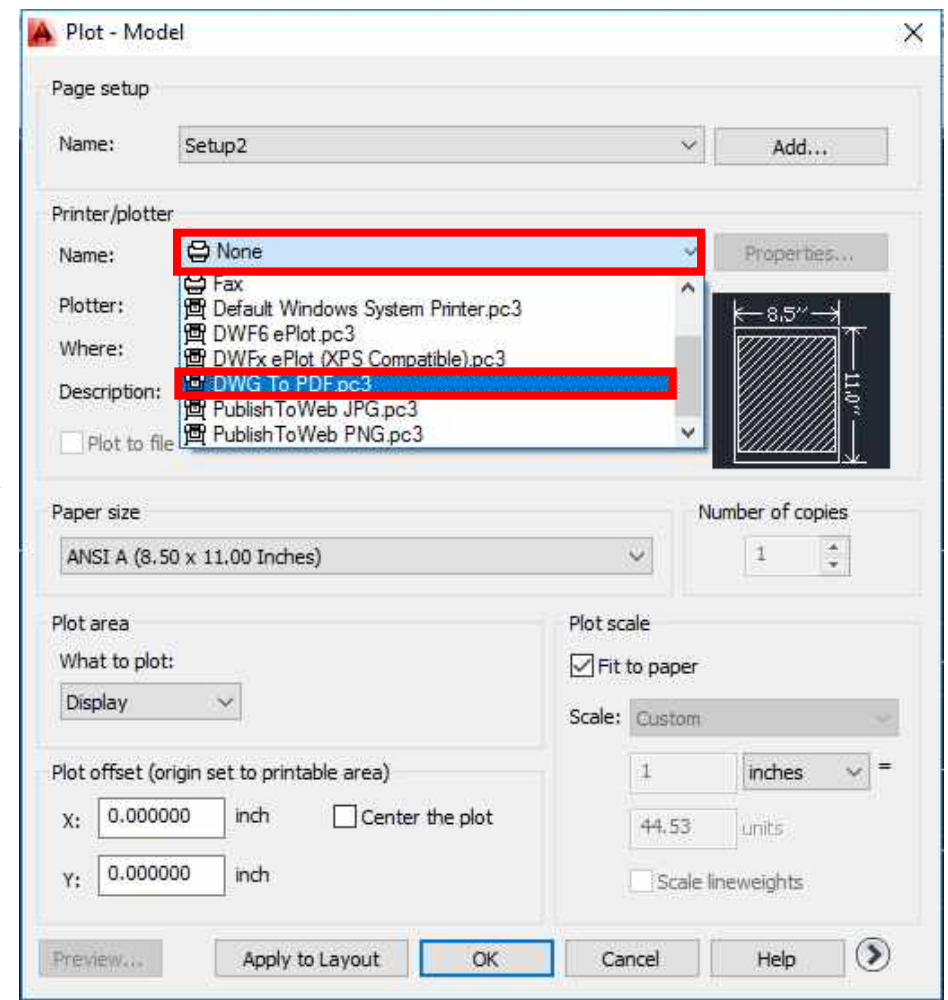 Plot - Model
Page setup
Name: Setup2 Add...
Printer/plotter
Name: None Properties...
Fax
Plotter: Default Windows System Printer.pc3
DWF6 ePlot.pc3
Where: DWFx ePlot (XPS Compatible).pc3
Description: DWG To PDF.pc3
PublishToWeb JPG.pc3
Plot to file PublishToWeb PNG.pc3
8.5"
11.0"
Paper size
ANSI A (8.50 x 11.00 Inches)
Number of copies
1
Plot area
What to plot:
Display
Plot scale
Fit to paper
Scale: Custom
1 inches =
44.53 units
Scale lineweights
Plot offset (origin set to printable area)
X: 0.000000 inch Center the plot
Y: 0.000000 inch
Preview... Apply to Layout OK Cancel Help